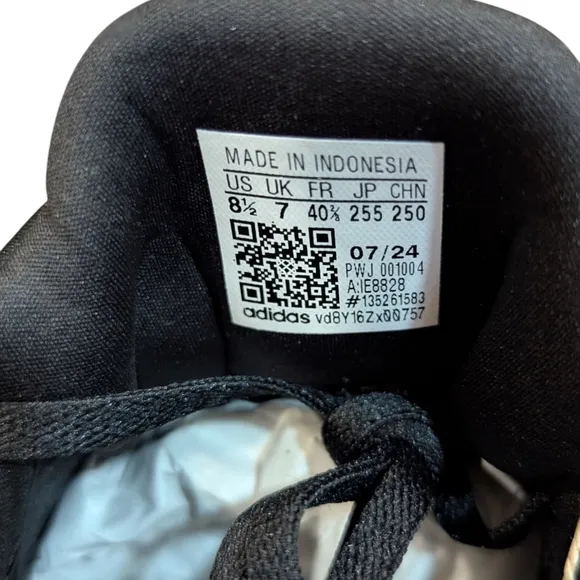 MADE IN INDONESIA
US UK FR JP CHN
8½ 7 40⅔ 255 250
07/24
PWJ 001004
A:IE8828
#135261583
adidas vd8Y16Zx00757